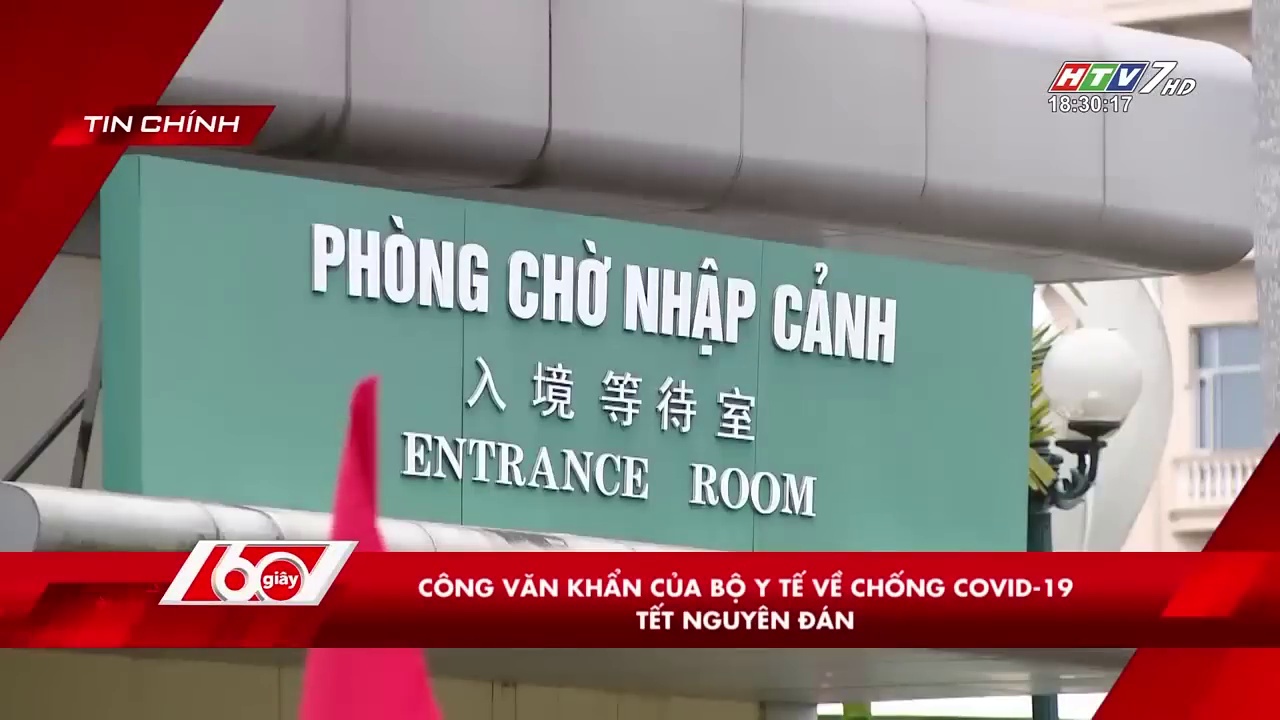 HTV7 HD
18:30:17
TIN CHÍNH
PHÒNG CHỜ NHẬP CẢNH
入境等待室
ENTRANCE ROOM
60 giây
CÔNG VĂN KHẨN CỦA BỘ Y TẾ VỀ CHỐNG COVID-19
TẾT NGUYÊN ĐÁN